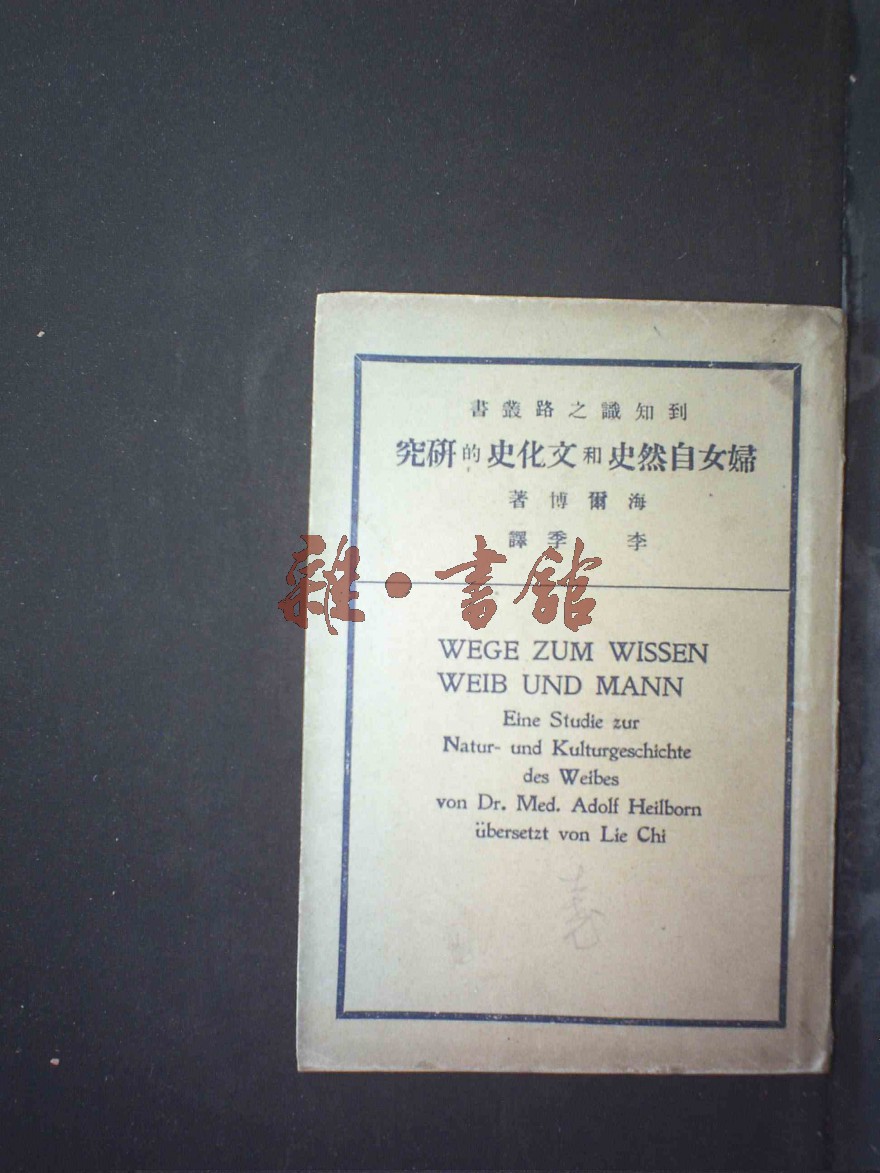 到知識之路叢書
婦女自然史和文化史的研究
海爾博著
李季譯
雜·書館
WEGE ZUM WISSEN
WEIB UND MANN
Eine Studie zur
Natur- und Kulturgeschichte
des Weibes
von Dr. Med. Adolf Heilborn
übersetzt von Lie Chi